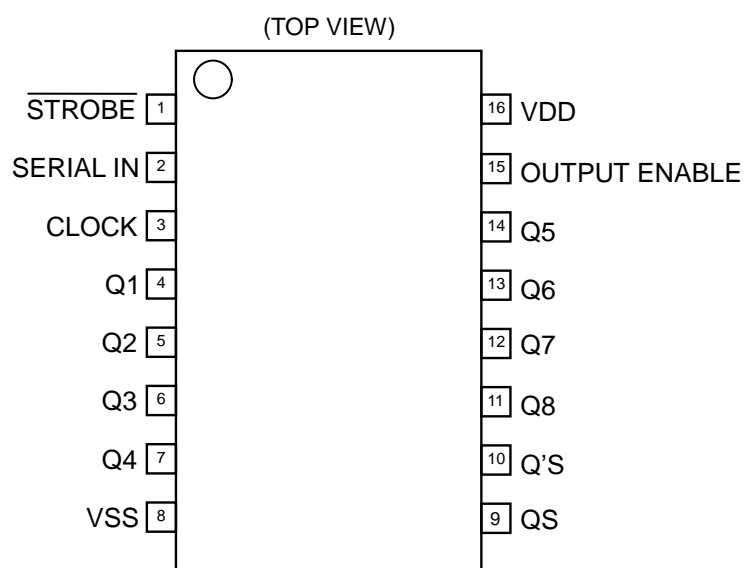 (TOP VIEW)
STROBE 1 16 VDD
SERIAL IN 2 15 OUTPUT ENABLE
CLOCK 3 14 Q5
Q1 4 13 Q6
Q2 5 12 Q7
Q3 6 11 Q8
Q4 7 10 Q’S
VSS 8 9 QS